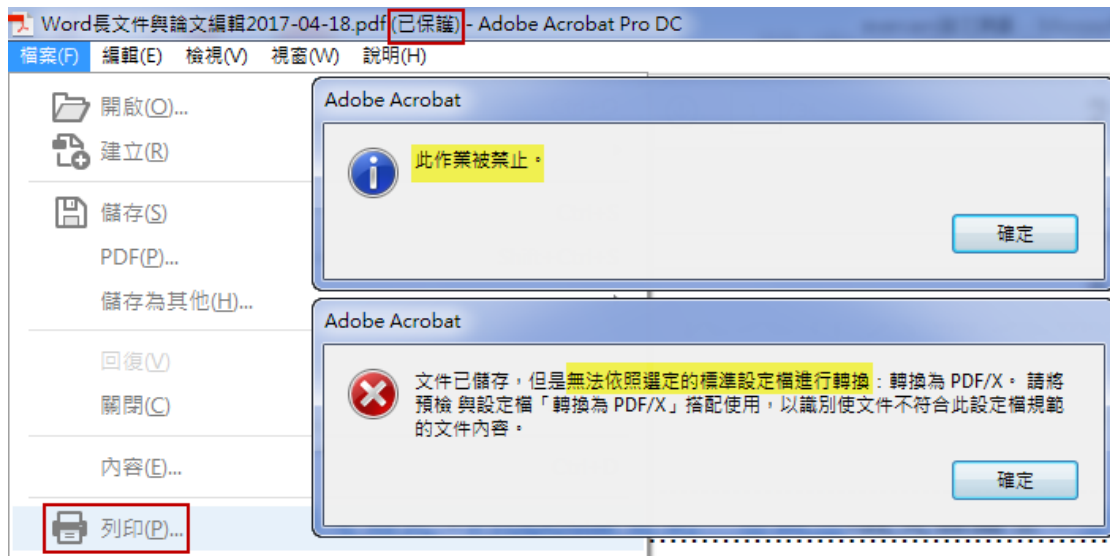 Word長文件與論文編輯2017-04-18.pdf (已保護) - Adobe Acrobat Pro DC
檔案(F) 編輯(E) 檢視(V) 視窗(W) 說明(H)
開啟(O)...
建立(R)
儲存(S)
PDF(P)...
儲存為其他(H)...
回復(V)
關閉(C)
內容(E)...
列印(P)...
Adobe Acrobat
此作業被禁止。
確定
Adobe Acrobat
文件已儲存，但是無法依照選定的標準設定檔進行轉換：轉換為 PDF/X。 請將
預檢 與設定檔「轉換為 PDF/X」搭配使用，以識別使文件不符合此設定檔規範
的文件內容。
確定